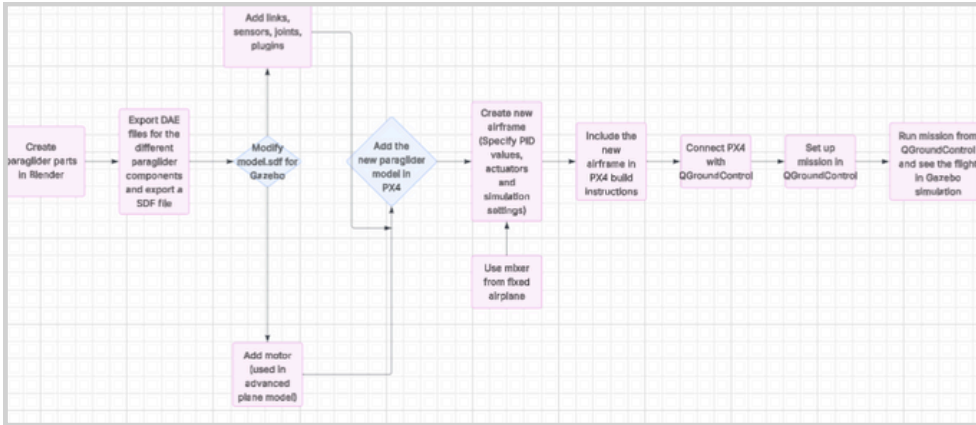 Add links,
sensors, joints,
plugins
Create
paraglider parts
in Blender
Export DAE
files for the
different
paraglider
components
and export a
SDF file
Modify
model.sdf for
Gazebo
Add motor
(used in
advanced
plane model)
Add the
new paraglider
model in
PX4
Create new
airframe
(Specify PID
values,
actuators
and
simulation
settings)
Use mixer
from fixed
airplane
Include the
new
airframe in
PX4 build
instructions
Connect PX4
with
QGroundControl
Set up
mission in
QGroundControl
Run mission from
QGroundControl
and see the flight
in Gazebo
simulation